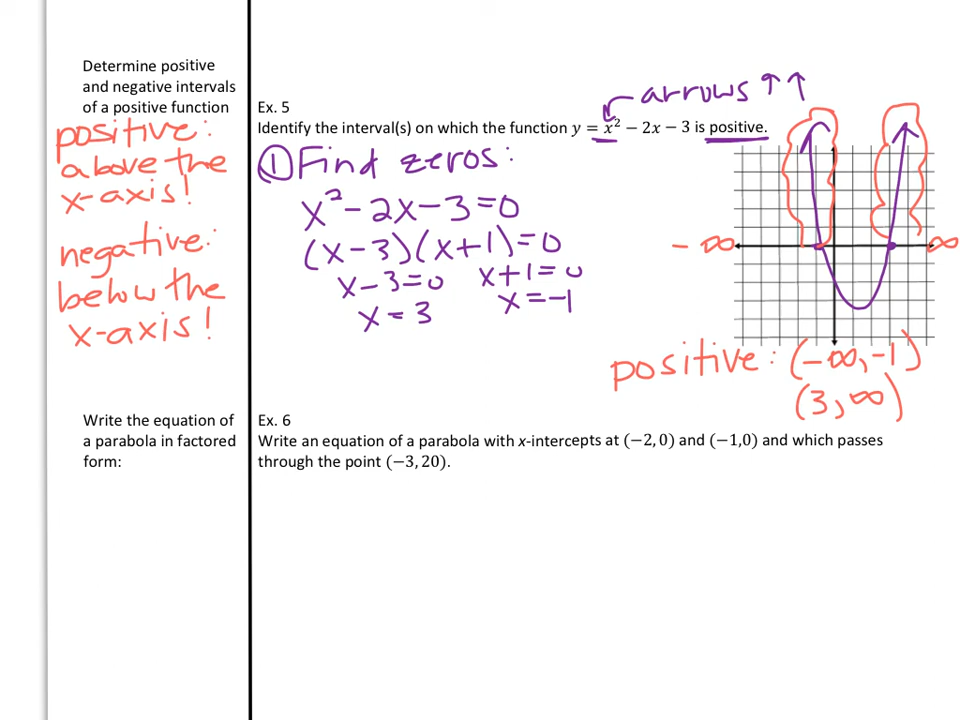 Determine positive
and negative intervals
of a positive function
positive:
above the
x-axis!
negative:
below the
x-axis!
Ex. 5
arrows ↑↑
Identify the interval(s) on which the function y = x² − 2x − 3 is positive.
① Find zeros:
x² - 2x - 3 = 0
(x - 3)(x + 1) = 0
x - 3 = 0 x + 1 = 0
x = 3 x = -1
- ∞ ∞
positive: (-∞, -1)
(3, ∞)
Write the equation of
a parabola in factored
form:
Ex. 6
Write an equation of a parabola with x-intercepts at (−2, 0) and (−1,0) and which passes
through the point (−3, 20).